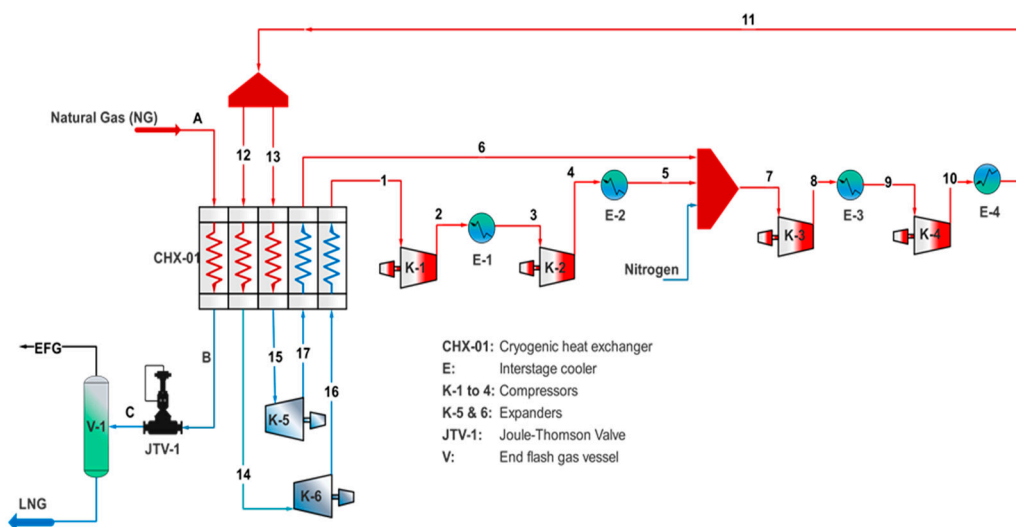 11
Natural Gas (NG)
A
12
13
6
1
4
5
7
8
9
10
2
3
E-2
E-3
E-4
K-3
K-4
CHX-01
K-1
E-1
K-2
Nitrogen
B
15
17
16
EFG
C
V-1
JTV-1
K-5
14
K-6
LNG
CHX-01: Cryogenic heat exchanger
E: Interstage cooler
K-1 to 4: Compressors
K-5 & 6: Expanders
JTV-1: Joule-Thomson Valve
V: End flash gas vessel